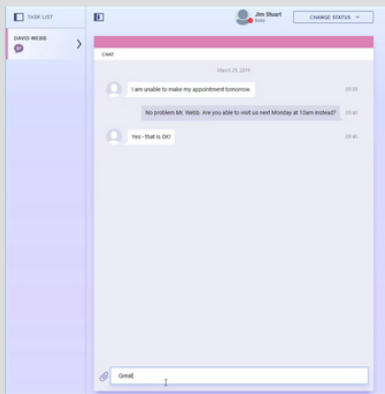 TASK LIST
Jim Stuart
Busy
CHANGE STATUS
DAVID WEBB
CHAT
March 29, 2019
I am unable to make my appointment tomorrow.
09:39
No problem Mr. Webb. Are you able to visit us next Monday at 10am instead?
09:40
Yes - that is OK!
09:40
Great